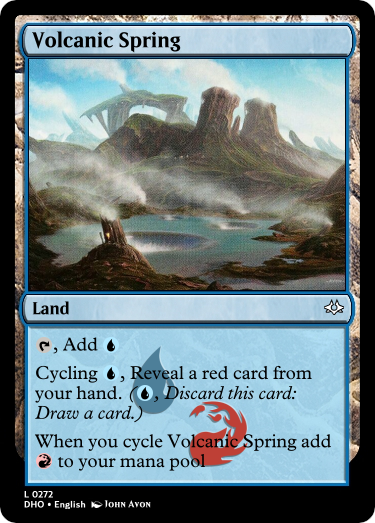 Volcanic Spring
Land
, Add
Cycling , Reveal a red card from
your hand. ( , Discard this card:
Draw a card.)
When you cycle Volcanic Spring add
to your mana pool
L 0272
DHO • English John Avon